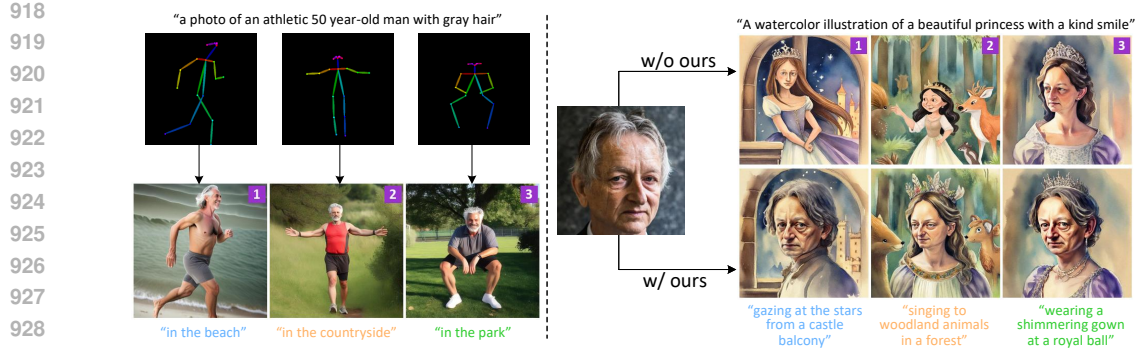 918
919
920
921
922
923
924
925
926
927
928
“a photo of an athletic 50 year-old man with gray hair”
1
2
3
“in the beach”
“in the countryside”
“in the park”
w/o ours
w/ ours
“A watercolor illustration of a beautiful princess with a kind smile”
1
2
3
“gazing at the stars
from a castle
balcony”
“singing to
woodland animals
in a forest”
“wearing a
shimmering gown
at a royal ball”